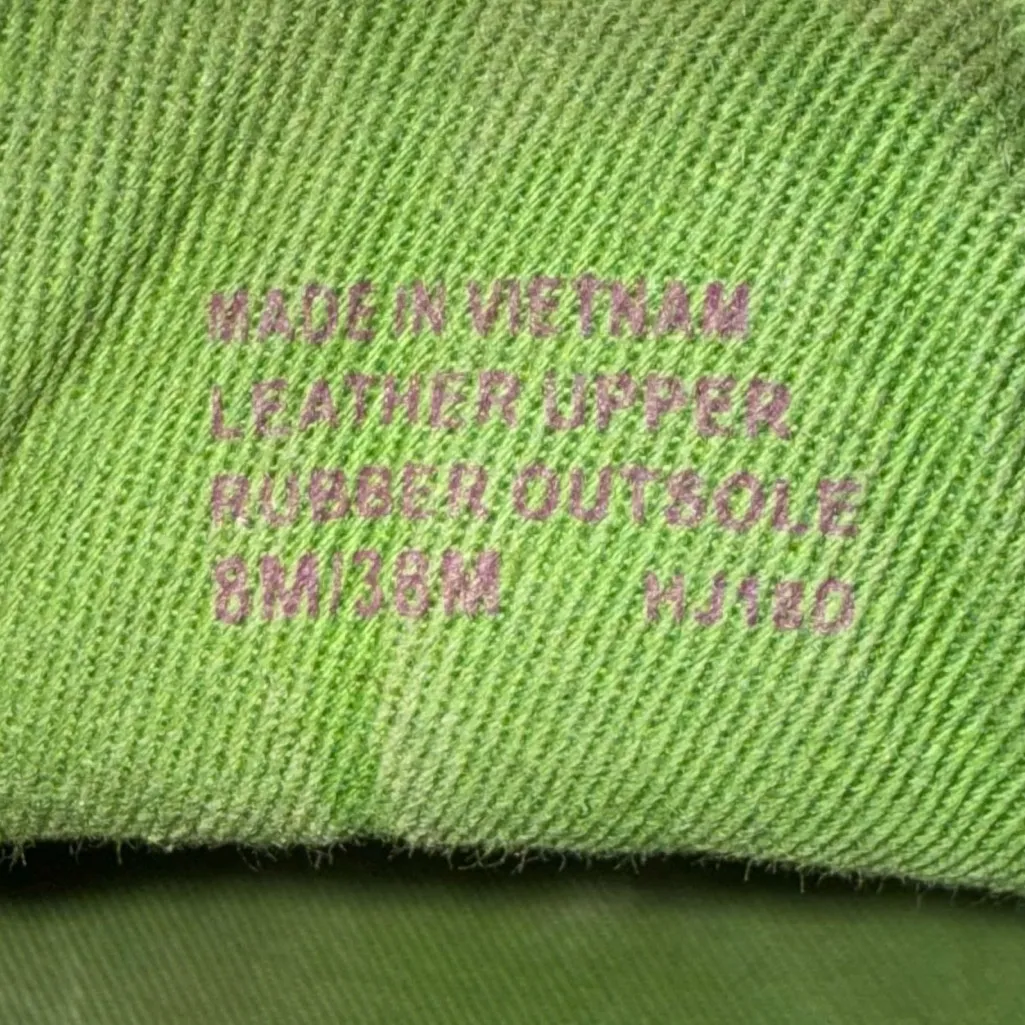 MADE IN VIETNAM
LEATHER UPPER
RUBBER OUTSOLE
8M/38M HJ180